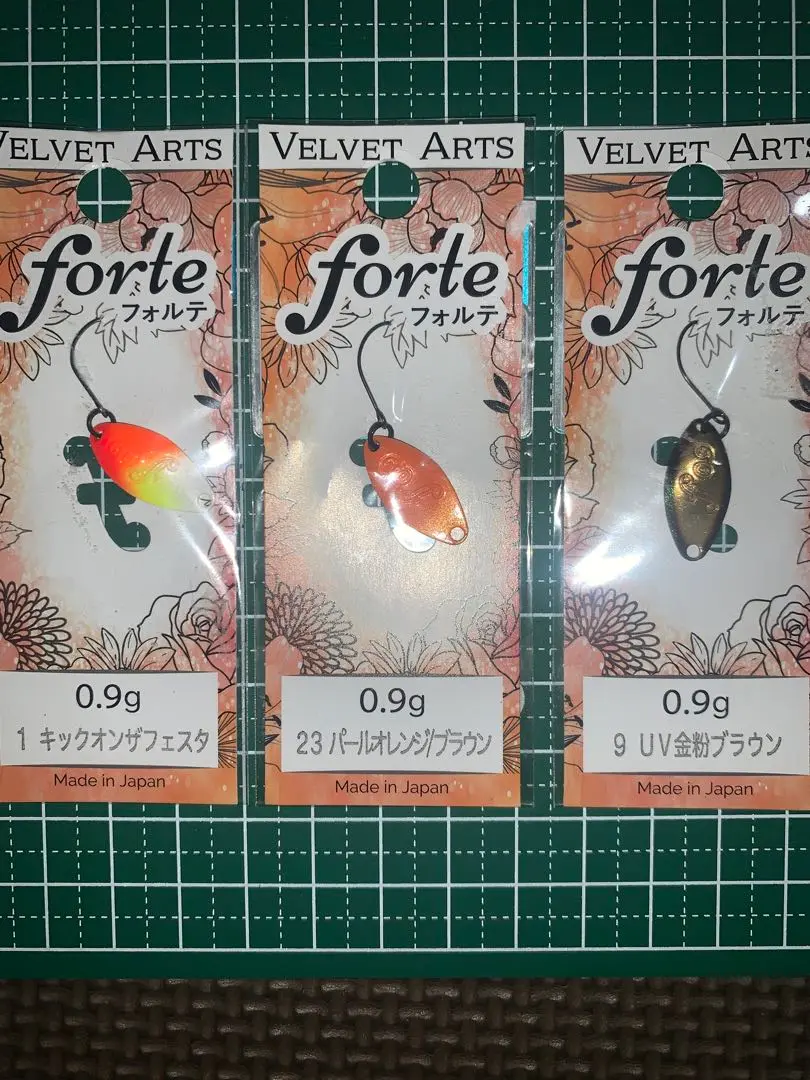 VELVET ARTS
forte
フォルテ
0.9g
1 キックオンザフェスタ
Made in Japan
VELVET ARTS
forte
フォルテ
0.9g
23 パールオレンジ/ブラウン
Made in Japan
VELVET ARTS
forte
フォルテ
0.9g
9 UV金粉ブラウン
Made in Japan